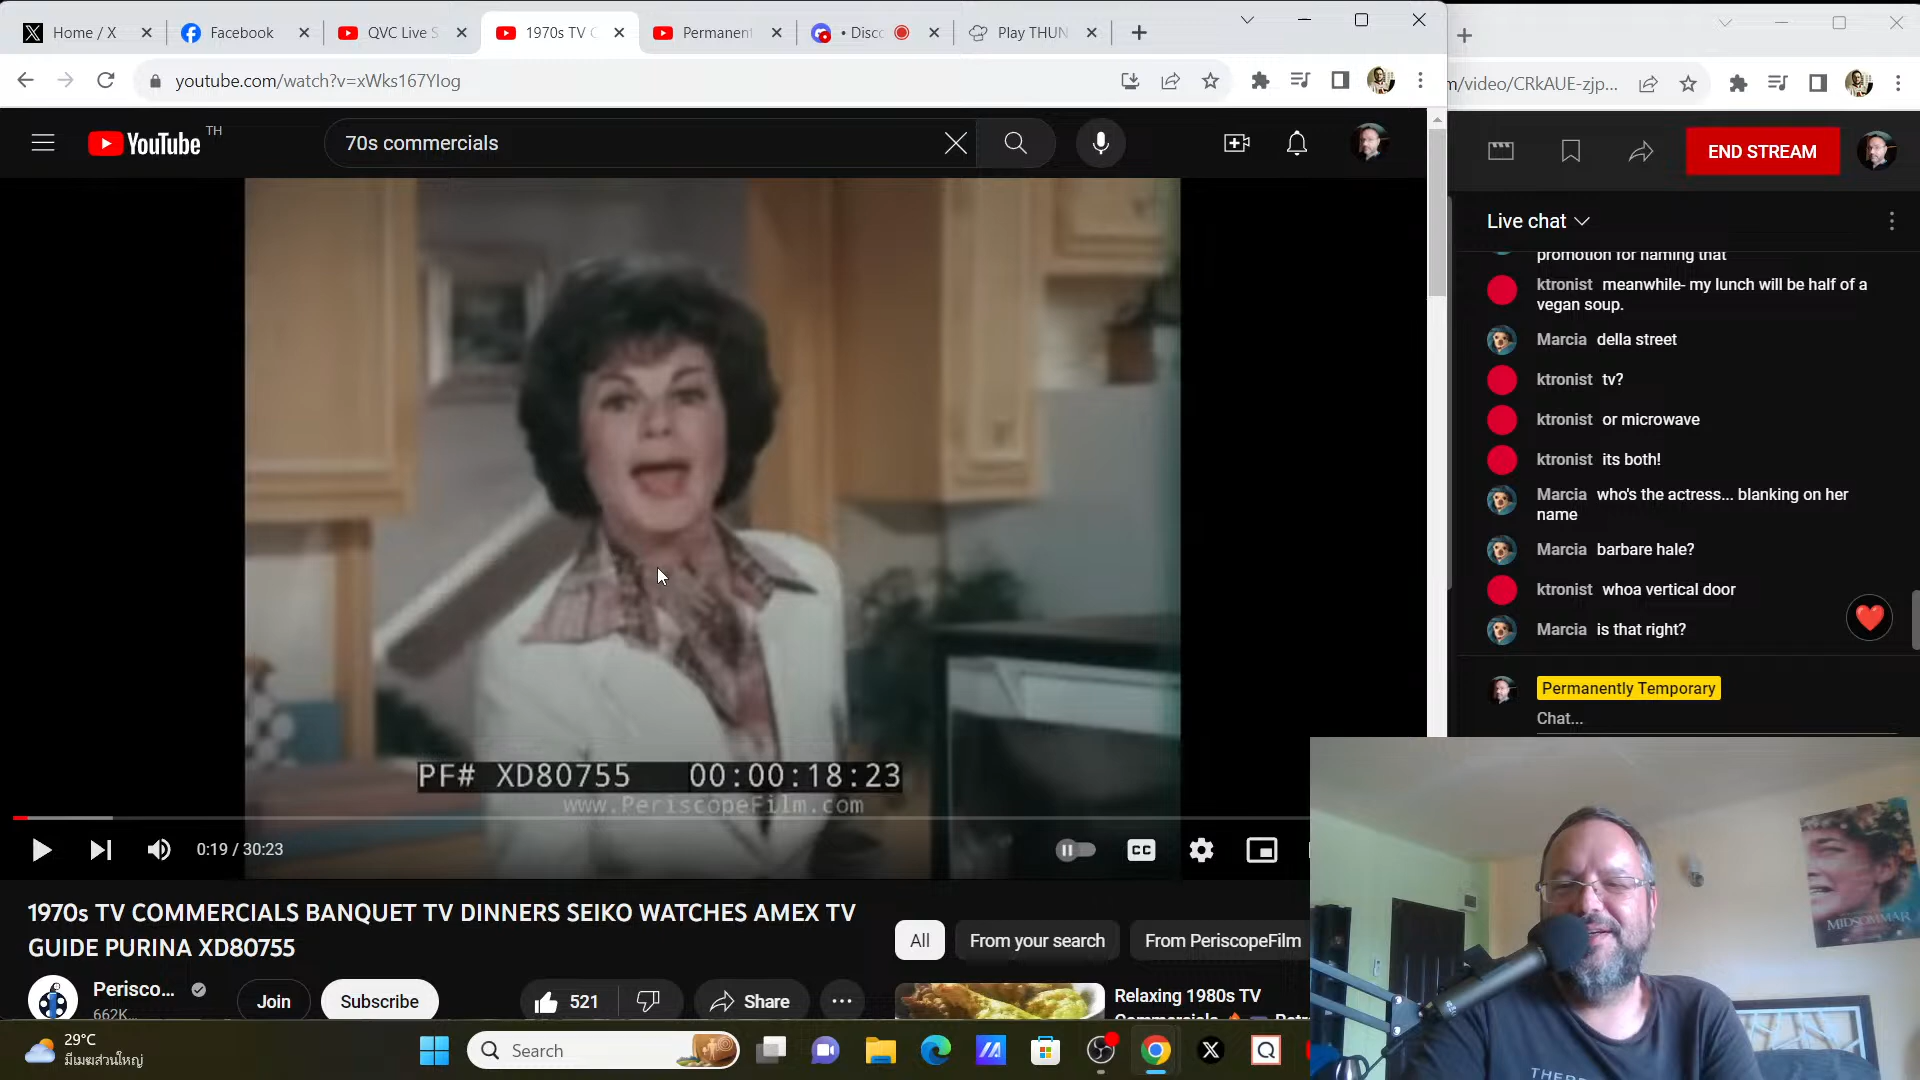 Home / X
Facebook
QVC Live S
1970s TV C
Permanen
• Disco
Play THUN
youtube.com/watch?v=xWks167YIog
m/video/CRkAUE-zjp...
YouTube TH
70s commercials
END STREAM
Live chat
promotion for naming that
ktronist meanwhile- my lunch will be half of a
vegan soup.
Marcia della street
ktronist tv?
ktronist or microwave
ktronist its both!
Marcia who's the actress... blanking on her
name
Marcia barbare hale?
ktronist whoa vertical door
Marcia is that right?
Permanently Temporary
Chat...
PF# XD80755 00:00:18:23
www.PeriscopeFilm.com
0:19 / 30:23
CC
1970s TV COMMERCIALS BANQUET TV DINNERS SEIKO WATCHES AMEX TV
GUIDE PURINA XD80755
All
From your search
From PeriscopeFilm
Perisco...
662K...
Join
Subscribe
521
Share
Relaxing 1980s TV
MIDSOMMAR
THERE
29°C
มีเมฆส่วนใหญ่
Search